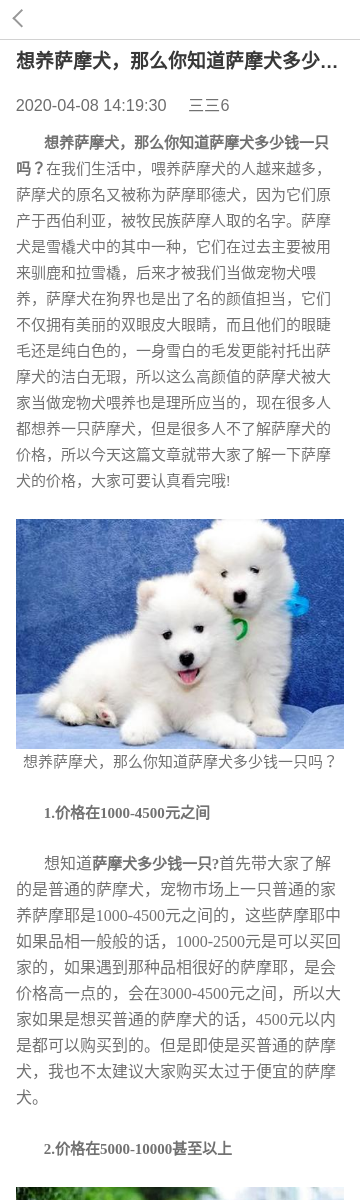 想养萨摩犬，那么你知道萨摩犬多少...
2020-04-08 14:19:30 三三6
想养萨摩犬，那么你知道萨摩犬多少钱一只
吗？在我们生活中，喂养萨摩犬的人越来越多，
萨摩犬的原名又被称为萨摩耶德犬，因为它们原
产于西伯利亚，被牧民族萨摩人取的名字。萨摩
犬是雪橇犬中的其中一种，它们在过去主要被用
来驯鹿和拉雪橇，后来才被我们当做宠物犬喂
养，萨摩犬在狗界也是出了名的颜值担当，它们
不仅拥有美丽的双眼皮大眼睛，而且他们的眼睫
毛还是纯白色的，一身雪白的毛发更能衬托出萨
摩犬的洁白无瑕，所以这么高颜值的萨摩犬被大
家当做宠物犬喂养也是理所应当的，现在很多人
都想养一只萨摩犬，但是很多人不了解萨摩犬的
价格，所以今天这篇文章就带大家了解一下萨摩
犬的价格，大家可要认真看完哦!
想养萨摩犬，那么你知道萨摩犬多少钱一只吗？
1.价格在1000-4500元之间
想知道萨摩犬多少钱一只?首先带大家了解
的是普通的萨摩犬，宠物市场上一只普通的家
养萨摩耶是1000-4500元之间的，这些萨摩耶中
如果品相一般般的话，1000-2500元是可以买回
家的，如果遇到那种品相很好的萨摩耶，是会
价格高一点的，会在3000-4500元之间，所以大
家如果是想买普通的萨摩犬的话，4500元以内
是都可以购买到的。但是即使是买普通的萨摩
犬，我也不太建议大家购买太过于便宜的萨摩
犬。
2.价格在5000-10000甚至以上